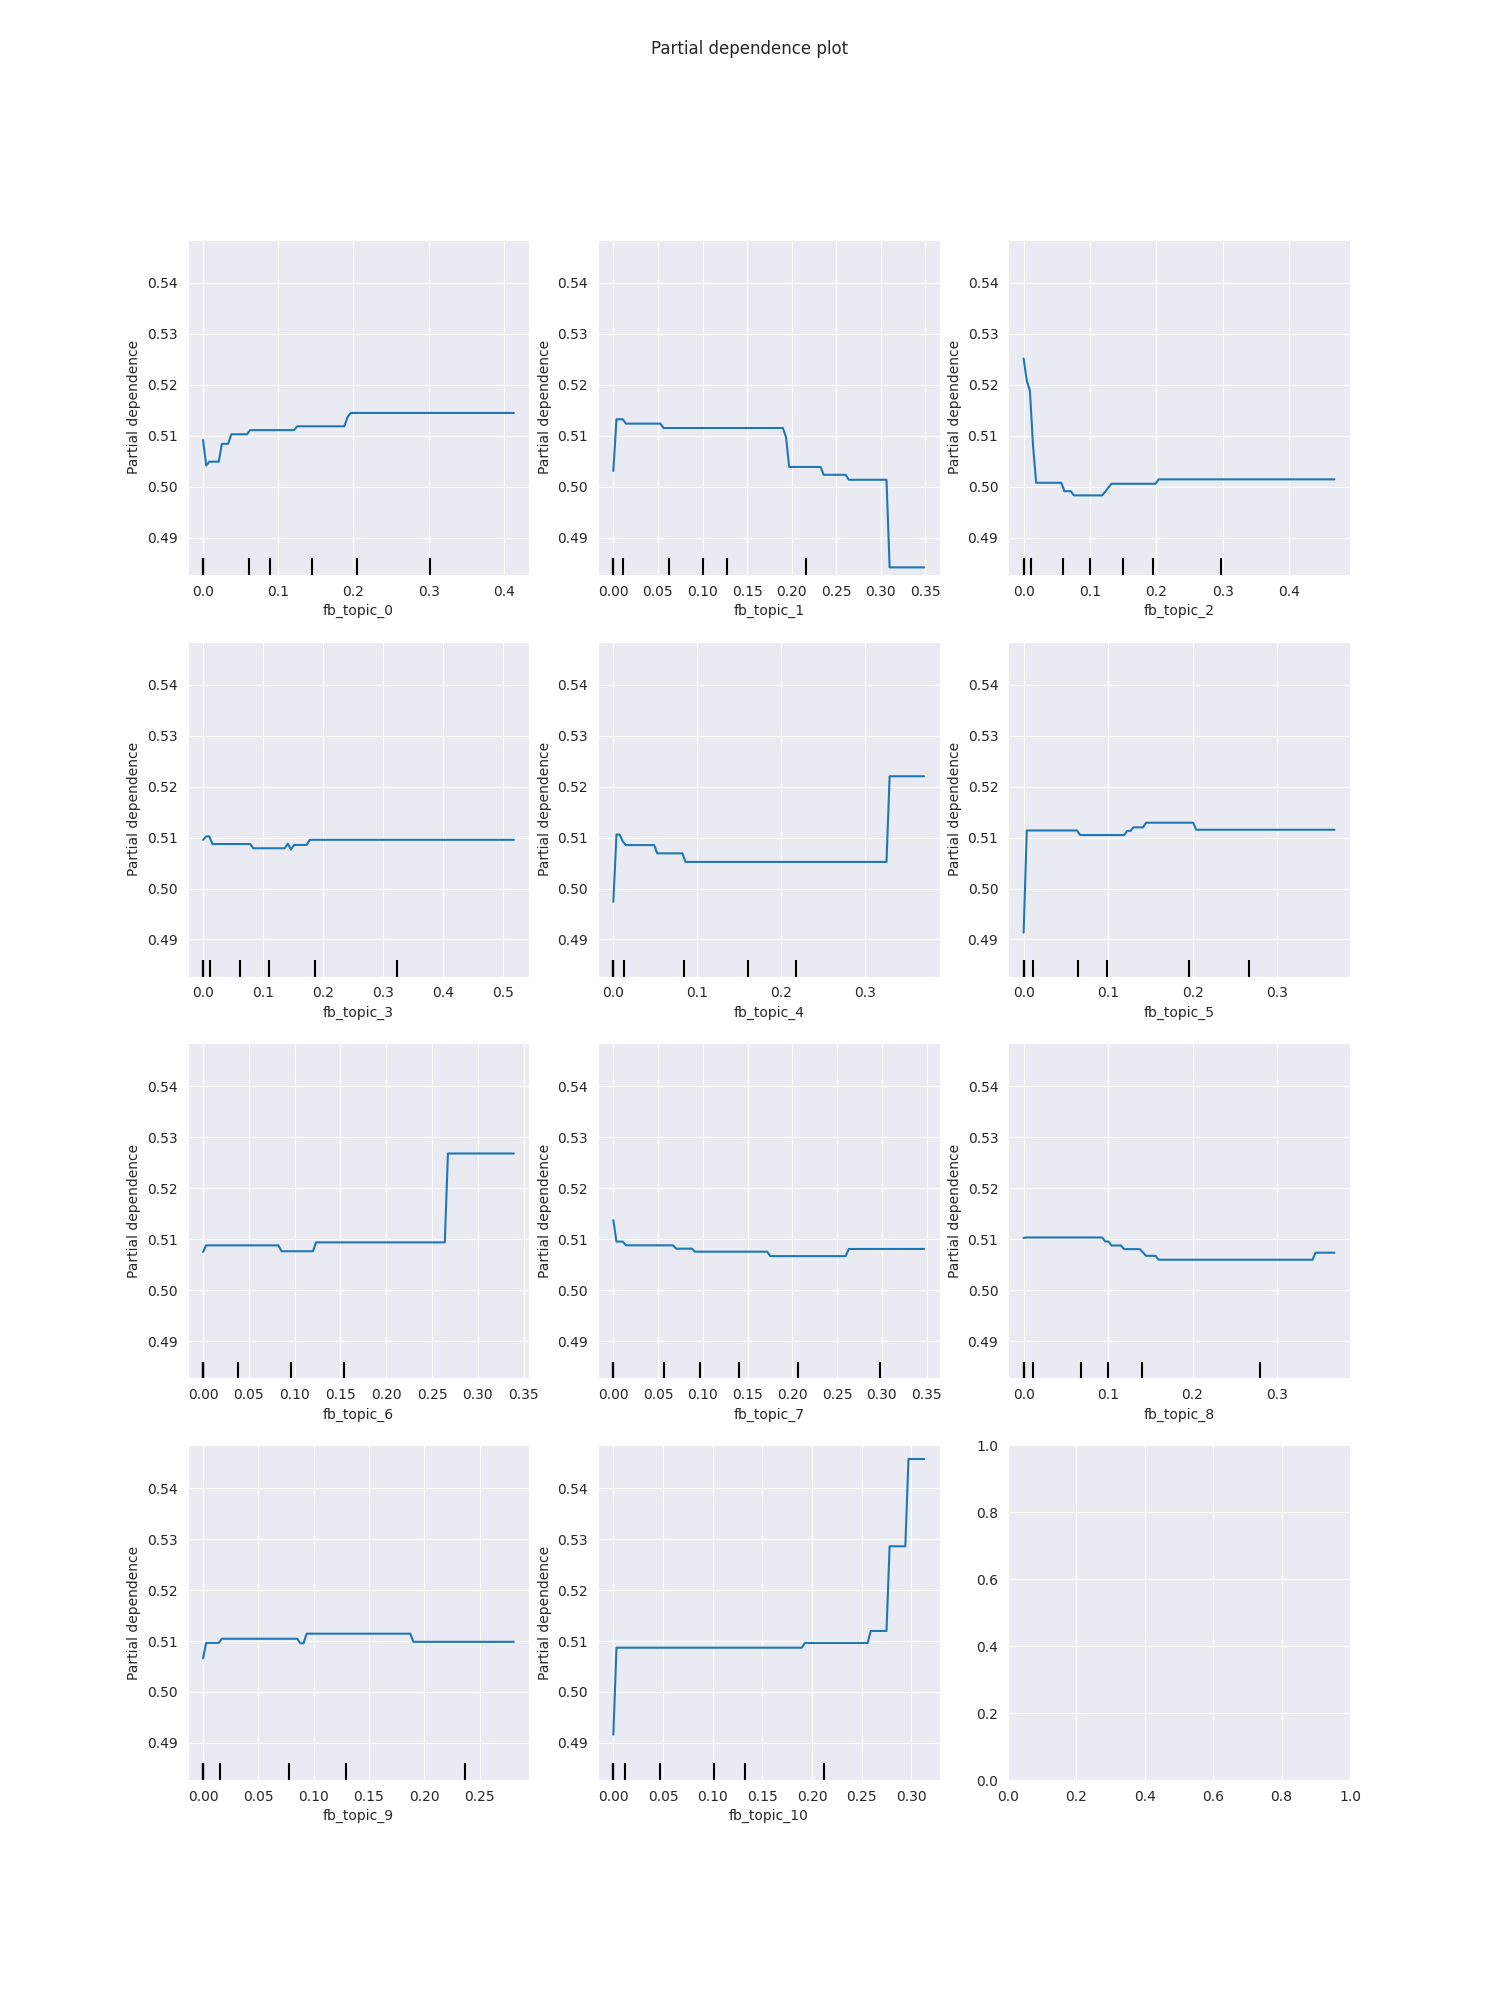 Partial dependence plot
0.54 0.54 0.54
0.53 0.53 0.53
0.52 0.52 0.52
0.51 0.51 0.51
0.50 0.50 0.50
0.49 0.49 0.49
Partial dependence Partial dependence Partial dependence
0.0 0.1 0.2 0.3 0.4 0.00 0.05 0.10 0.15 0.20 0.25 0.30 0.35 0.0 0.1 0.2 0.3 0.4
fb_topic_0 fb_topic_1 fb_topic_2
0.54 0.54 0.54
0.53 0.53 0.53
0.52 0.52 0.52
0.51 0.51 0.51
0.50 0.50 0.50
0.49 0.49 0.49
Partial dependence Partial dependence Partial dependence
0.0 0.1 0.2 0.3 0.4 0.5 0.0 0.1 0.2 0.3 0.0 0.1 0.2 0.3
fb_topic_3 fb_topic_4 fb_topic_5
0.54 0.54 0.54
0.53 0.53 0.53
0.52 0.52 0.52
0.51 0.51 0.51
0.50 0.50 0.50
0.49 0.49 0.49
Partial dependence Partial dependence Partial dependence
0.00 0.05 0.10 0.15 0.20 0.25 0.30 0.35 0.00 0.05 0.10 0.15 0.20 0.25 0.30 0.35 0.0 0.1 0.2 0.3
fb_topic_6 fb_topic_7 fb_topic_8
1.0
0.54 0.54
0.8
0.53 0.53
0.52 0.52 0.6
0.51 0.51 0.4
0.50 0.50 0.2
0.49 0.49
0.0
Partial dependence Partial dependence
0.00 0.05 0.10 0.15 0.20 0.25 0.00 0.05 0.10 0.15 0.20 0.25 0.30 0.0 0.2 0.4 0.6 0.8 1.0
fb_topic_9 fb_topic_10